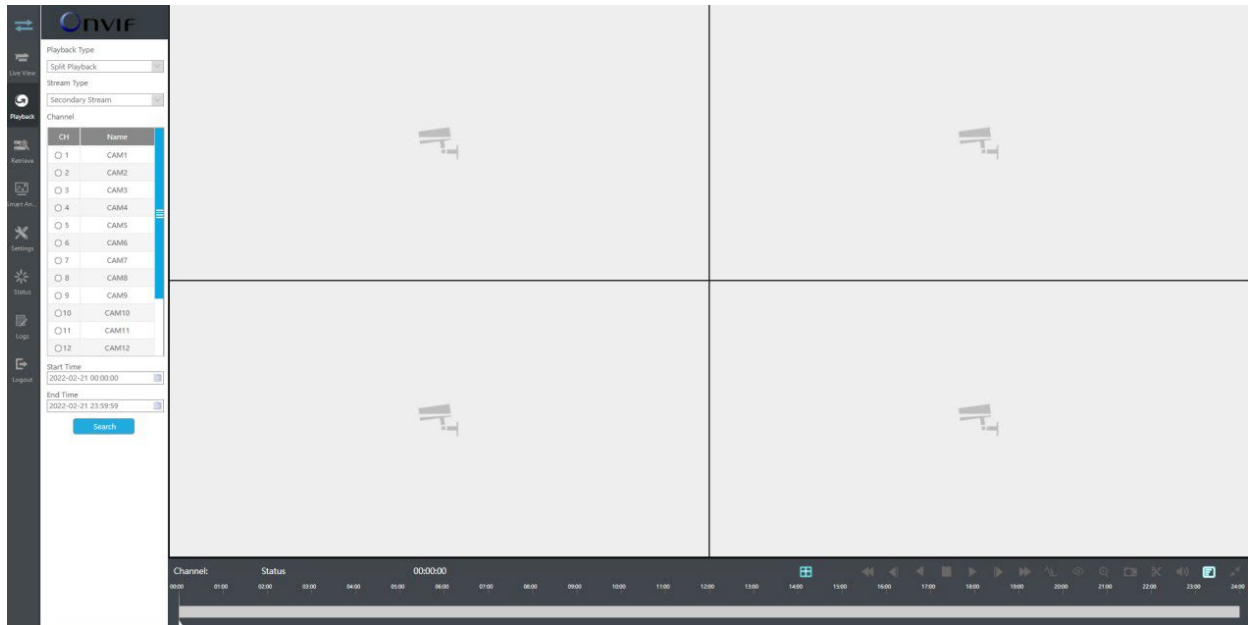 ONVIF
Live View
Playback
Retrieve
Smart An...
Settings
Status
Logs
Logout
Playback Type
Split Playback
Stream Type
Secondary Stream
Channel
CH Name
1 CAM1
2 CAM2
3 CAM3
4 CAM4
5 CAM5
6 CAM6
7 CAM7
8 CAM8
9 CAM9
10 CAM10
11 CAM11
12 CAM12
Start Time
2022-02-21 00:00:00
End Time
2022-02-21 23:59:59
Search
Channel: Status 00:00:00
00:00 01:00 02:00 03:00 04:00 05:00 06:00 07:00 08:00 09:00 10:00 11:00 12:00 13:00 14:00 15:00 16:00 17:00 18:00 19:00 20:00 21:00 22:00 23:00 24:00